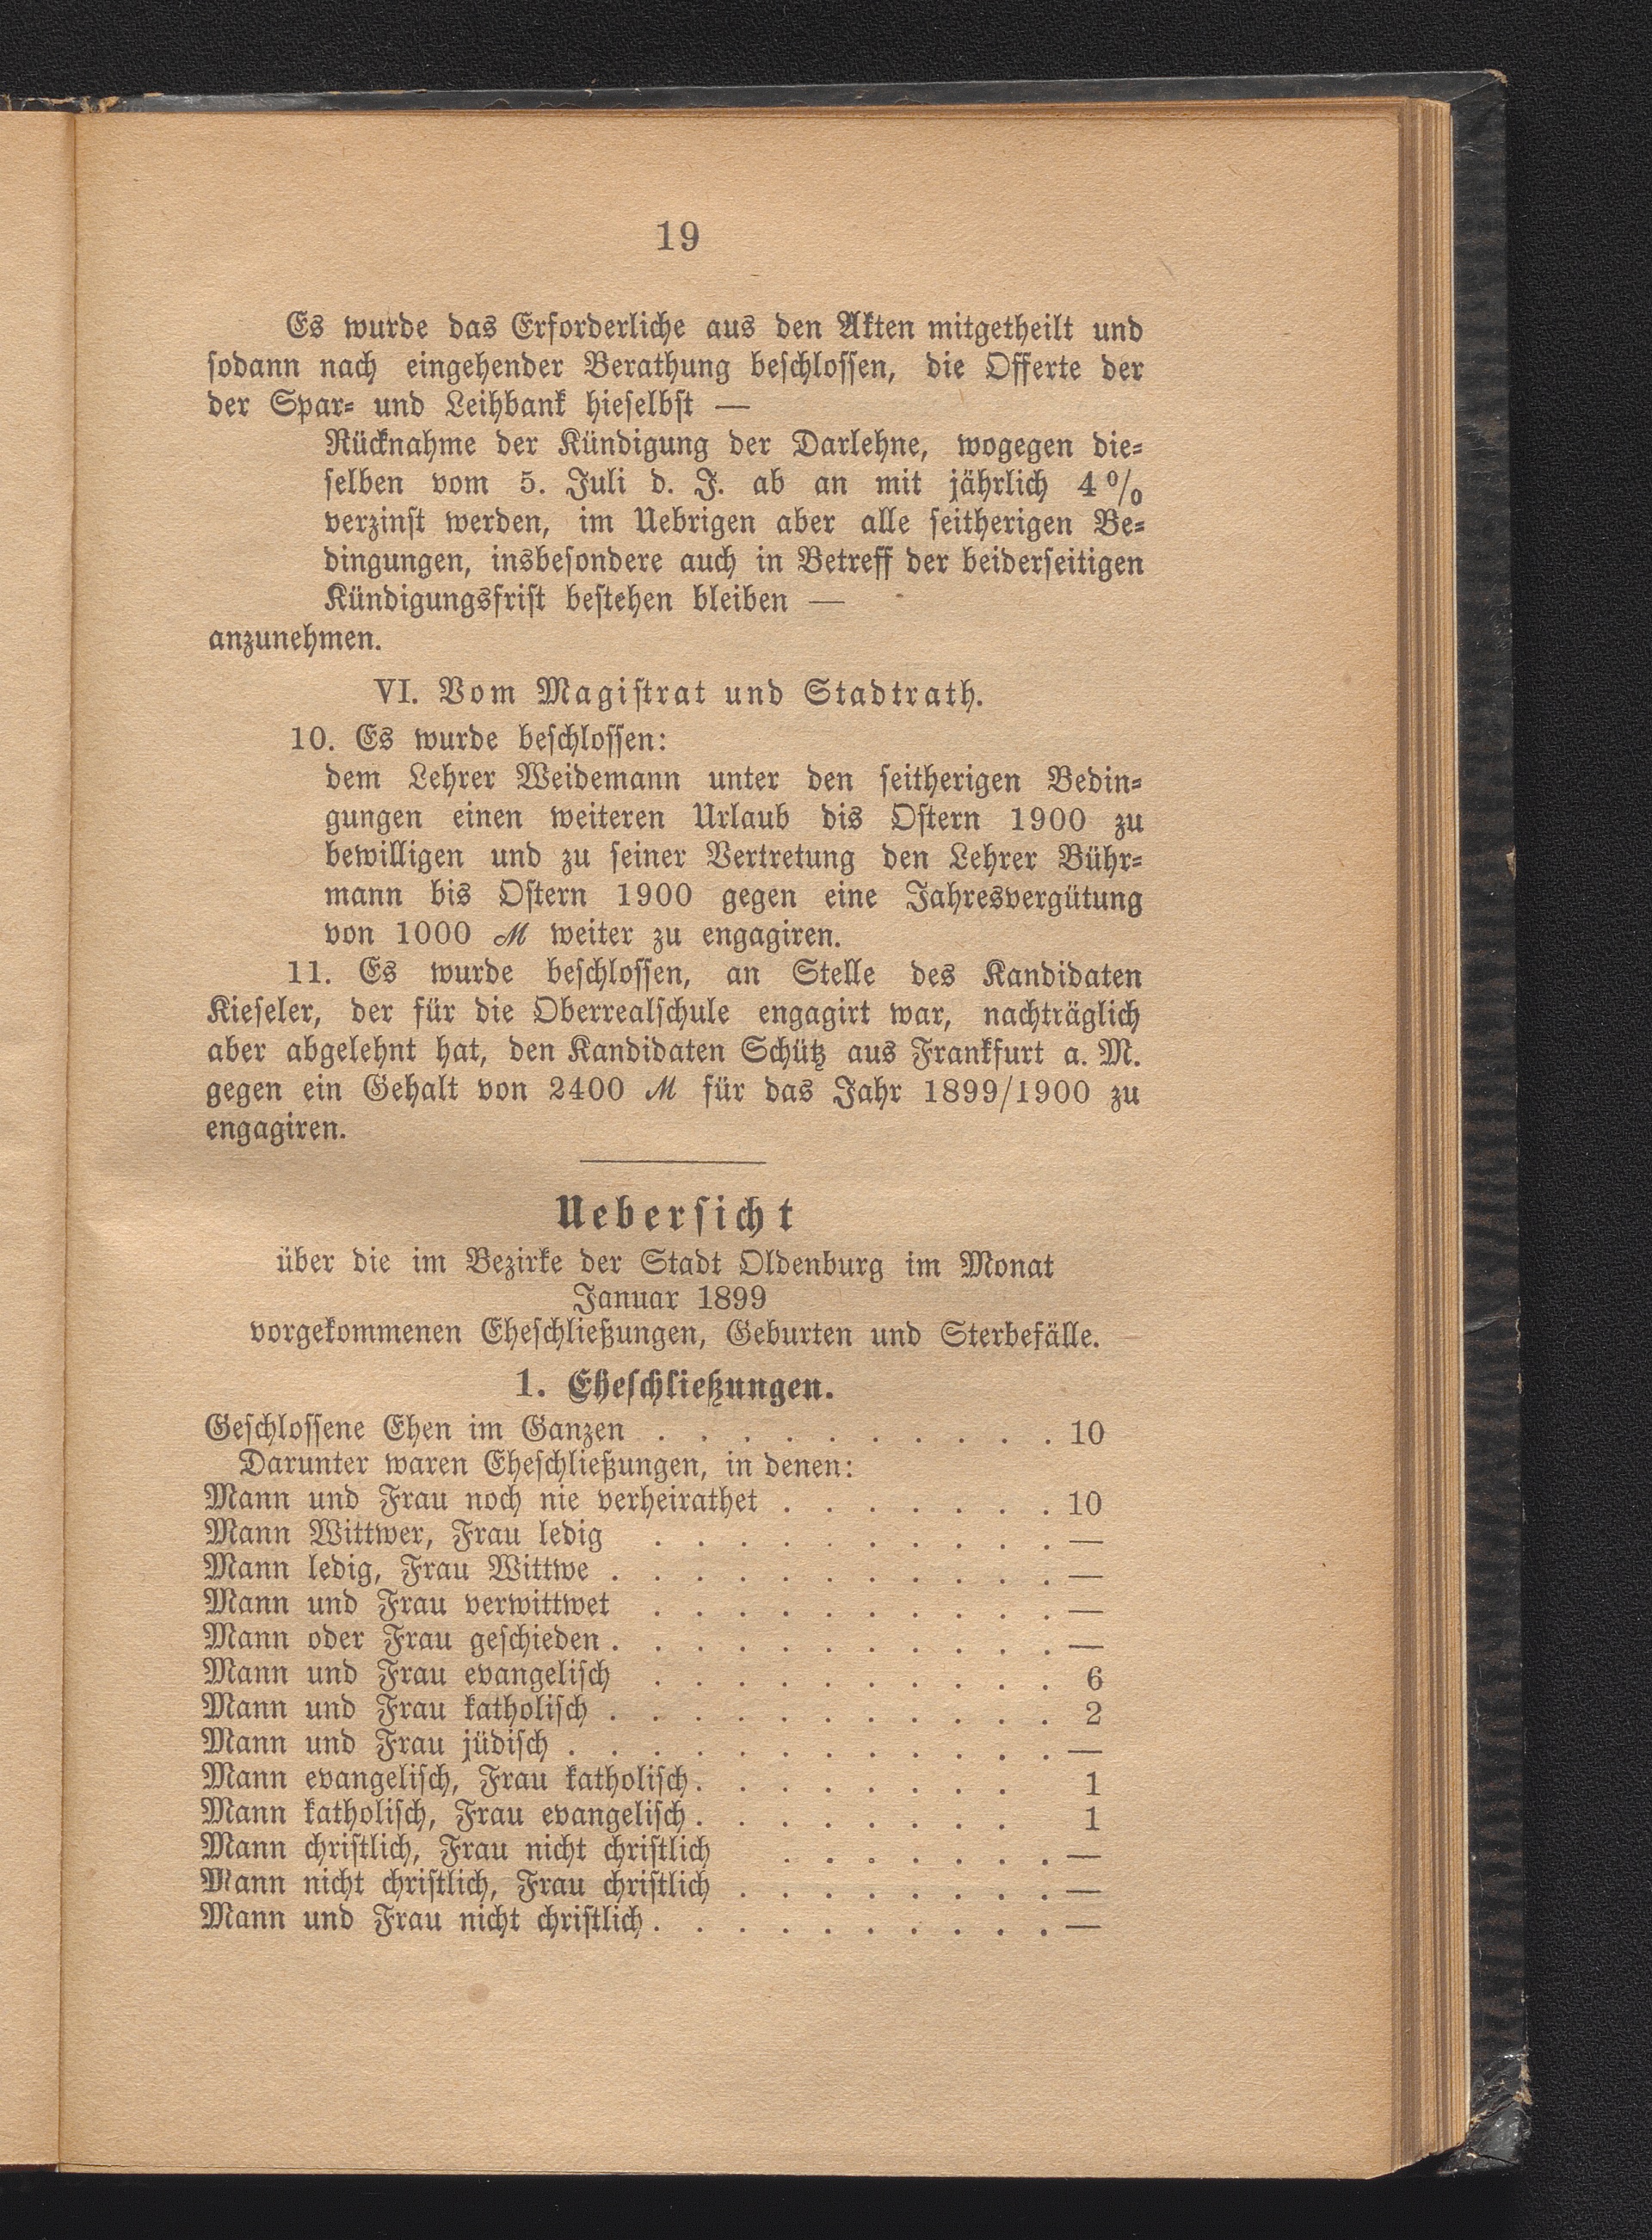 19
Es wurde das Erforderliche aus den Akten mitgetheilt und
sodann nach eingehender Berathung beschlossen, die Offerte der
der Spar- und Leihbank hieselbst —
Rücknahme der Kündigung der Darlehne, wogegen die-
selben vom 5. Juli d. J. ab an mit jährlich 4%
verzinst werden, im Uebrigen aber alle seitherigen Be-
dingungen, insbesondere auch in Betreff der beiderseitigen
Kündigungsfrist bestehen bleiben —
anzunehmen.
VI. Vom Magistrat und Stadtrath.
10. Es wurde beschlossen:
dem Lehrer Weidemann unter den seitherigen Bedin-
gungen einen weiteren Urlaub dis Ostern 1900 zu
bewilligen und zu seiner Vertretung den Lehrer Bühr-
mann bis Ostern 1900 gegen eine Jahresvergütung
von 1000 ℳ weiter zu engagiren.
11. Es wurde beschlossen, an Stelle des Kandidaten
Kieseler, der für die Oberrealschule engagirt war, nachträglich
aber abgelehnt hat, den Kandidaten Schütz aus Frankfurt a. M.
gegen ein Gehalt von 2400 ℳ für das Jahr 1899/1900 zu
engagiren.
Uebersicht
über die im Bezirke der Stadt Oldenburg im Monat
Januar 1899
vorgekommenen Eheschließungen, Geburten und Sterbefälle.
1. Eheschließungen.
Geschlossene Ehen im Ganzen . . . . . . . . . . 10
Darunter waren Eheschließungen, in denen:
Mann und Frau noch nie verheirathet . . . . . . . 10
Mann Wittwer, Frau ledig . . . . . . . . . . —
Mann ledig, Frau Wittwe . . . . . . . . . . . —
Mann und Frau verwittwet . . . . . . . . . . —
Mann oder Frau geschieden . . . . . . . . . . . —
Mann und Frau evangelisch . . . . . . . . . . 6
Mann und Frau katholisch . . . . . . . . . . . 2
Mann und Frau jüdisch . . . . . . . . . . . . —
Mann evangelisch, Frau katholisch . . . . . . . . 1
Mann katholisch, Frau evangelisch . . . . . . . . 1
Mann christlich, Frau nicht christlich . . . . . . . —
Mann nicht christlich, Frau christlich . . . . . . . . —
Mann und Frau nicht christlich . . . . . . . . . . —